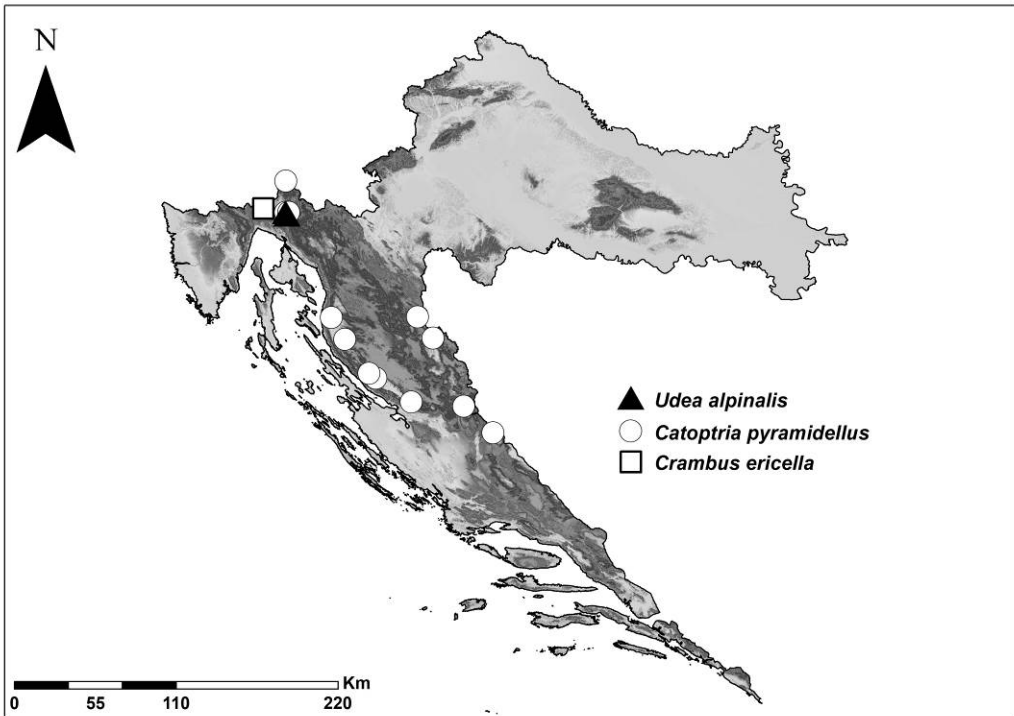 N
Udea alpinalis
Catoptria pyramidellus
Crambus ericella
Km
0 55 110 220